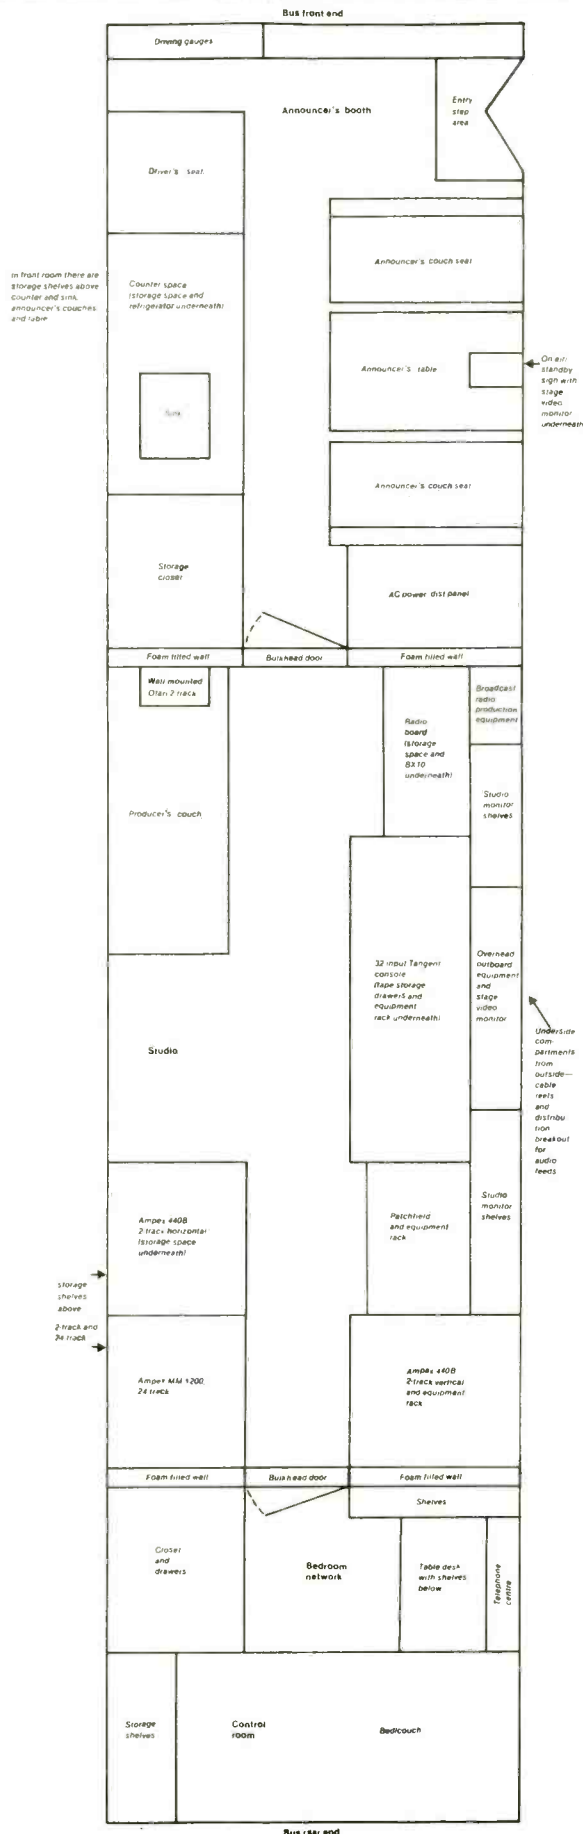 Bus front end
Driving gauges
Announcer's booth
Entry
step
area
Driver's seat
Announcer's couch seat
In front room there are
storage shelves above
counter and sink,
announcer's couches
and table
Counter space
(storage space and
refrigerator underneath)
Announcer's table
On air/
standby
sign with
stage
video
monitor
underneath
Sink
Announcer's couch seat
Storage
closet
AC power dist panel
Foam filled wall
Bulkhead door
Foam filled wall
Wall mounted
Otari 2 track
Radio
board
(storage
space and
BX10
underneath)
Broadcast
radio
production
equipment
Studio
monitor
shelves
Producer's couch
32 input Tangent
console
(tape storage
drawers and
equipment
rack underneath)
Overhead
outboard
equipment
and
stage
video
monitor
Studio
Underside
com-
partments
from
outside—
cable
reels
and
distribu
tion
breakout
for
audio
feeds
Ampex 440B
2-track horizontal
(storage space
underneath)
Patchfield
and equipment
rack
Studio
monitor
shelves
storage
shelves
above
2-track and
24-track
Ampex MM 1200,
24 track
Ampex 440B
2-track vertical
and equipment
rack
Foam filled wall
Bulkhead door
Foam filled wall
Shelves
Closet
and
drawers
Bedroom
network
Table desk
with shelves
below
Telephone
centre
Storage
shelves
Control
room
Bed/couch
Bus rear end